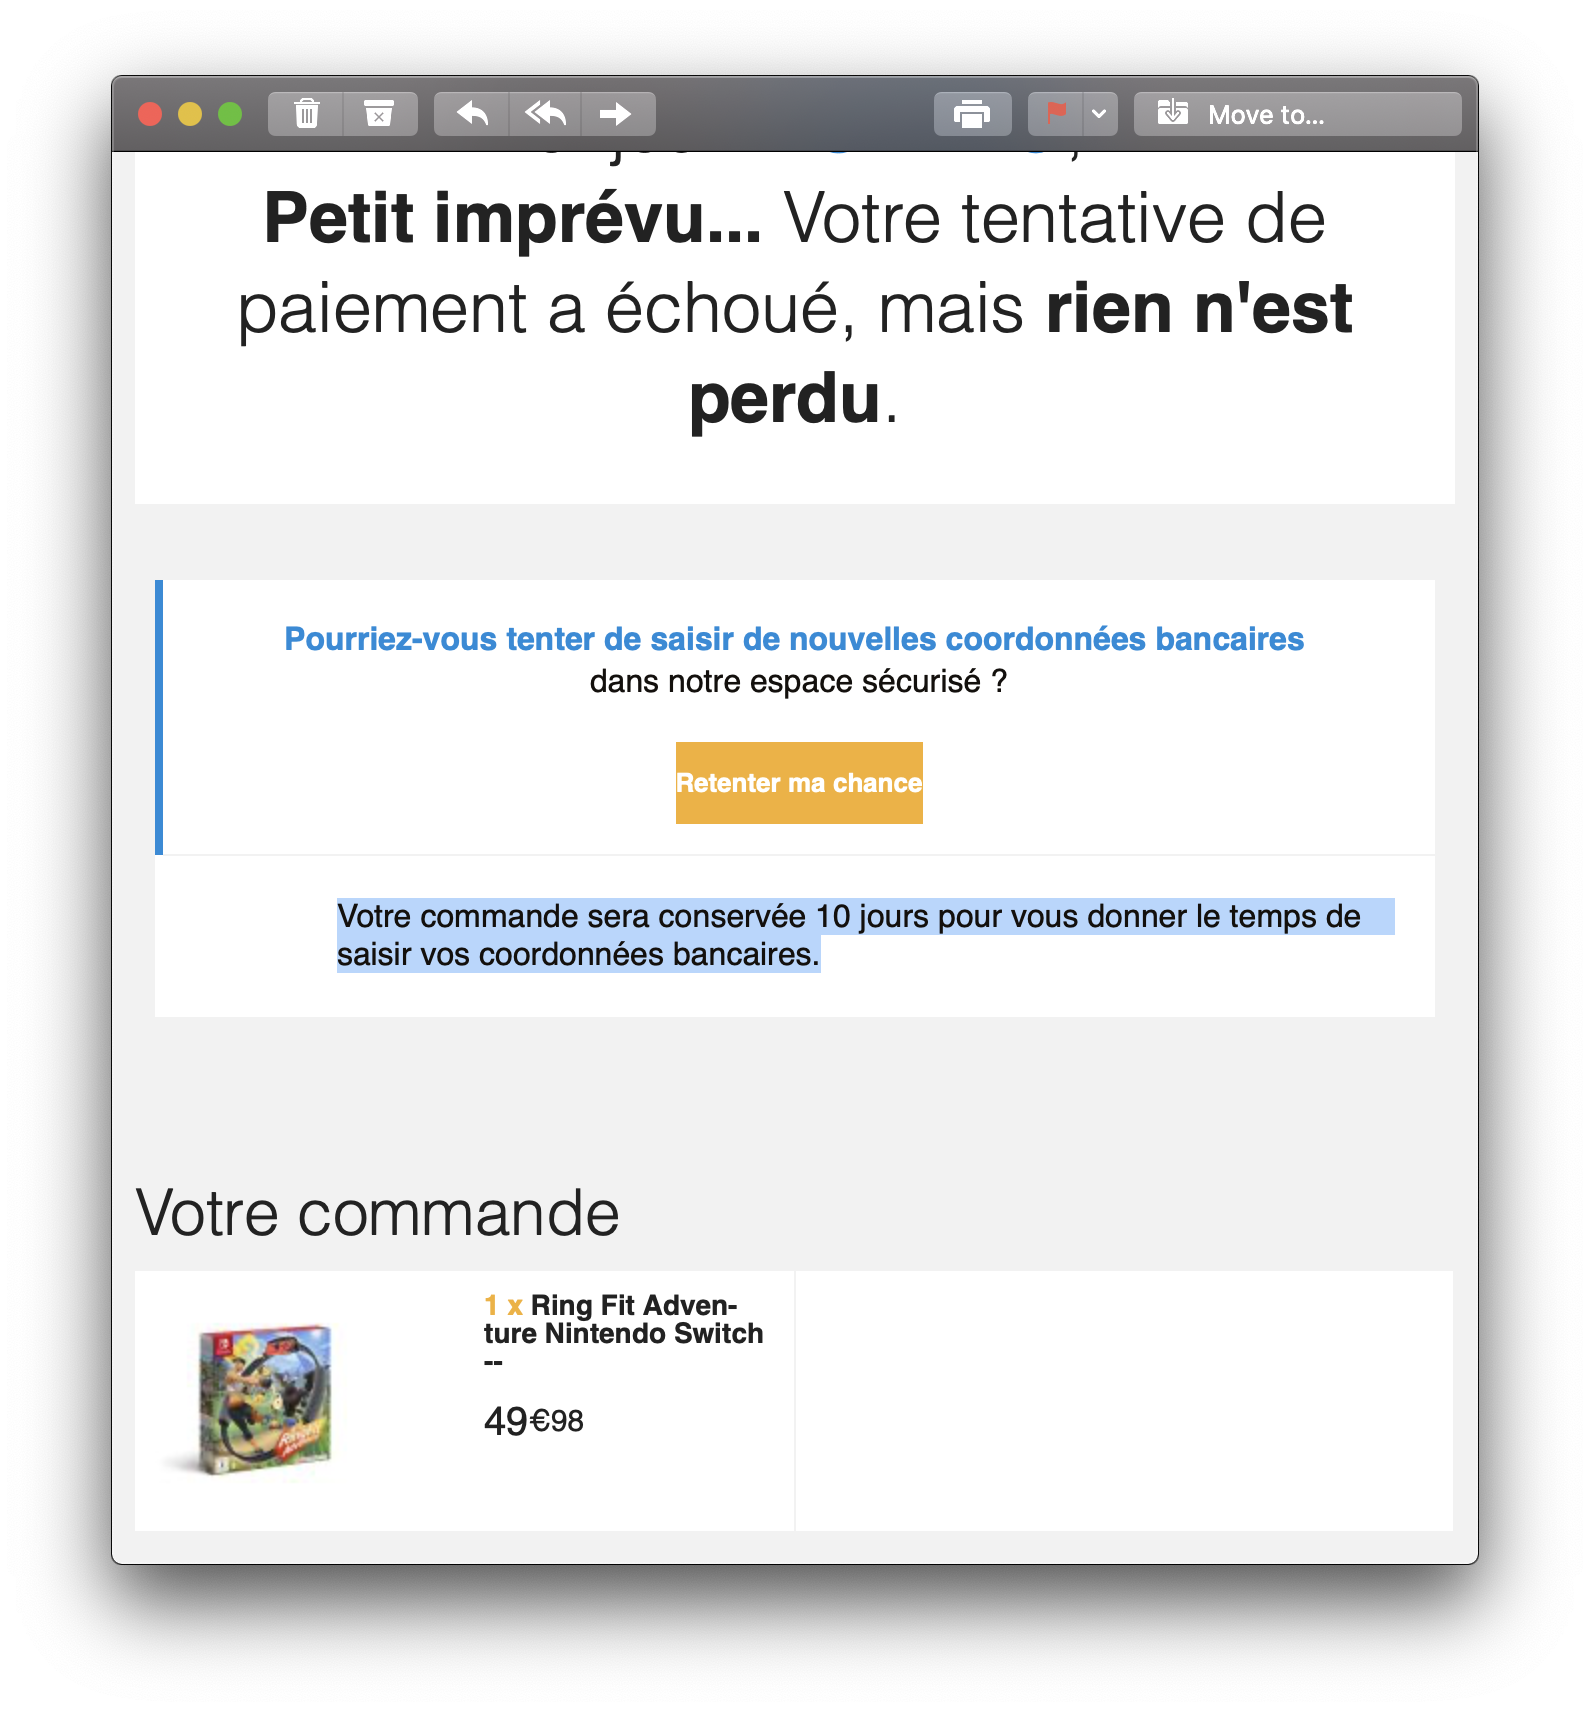 Move to...
Petit imprévu... Votre tentative de
paiement a échoué, mais rien n'est
perdu.
Pourriez-vous tenter de saisir de nouvelles coordonnées bancaires
dans notre espace sécurisé ?
Retenter ma chance
Votre commande sera conservée 10 jours pour vous donner le temps de
saisir vos coordonnées bancaires.
Votre commande
1 x Ring Fit Adven-
ture Nintendo Switch
--
49€98